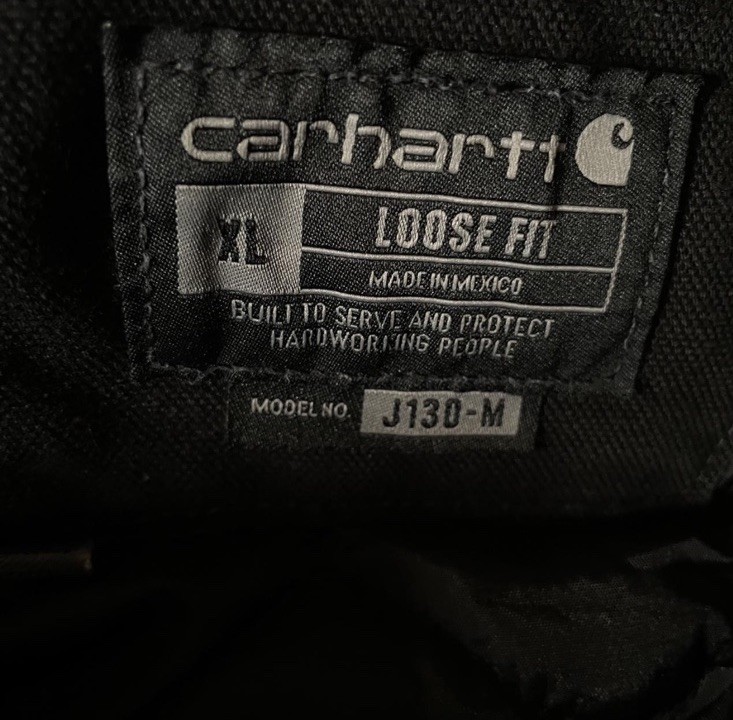 carhartt
XL LOOSE FIT
MADE IN MEXICO
BUILT TO SERVE AND PROTECT
HARDWORKING PEOPLE
MODEL NO. J130-M